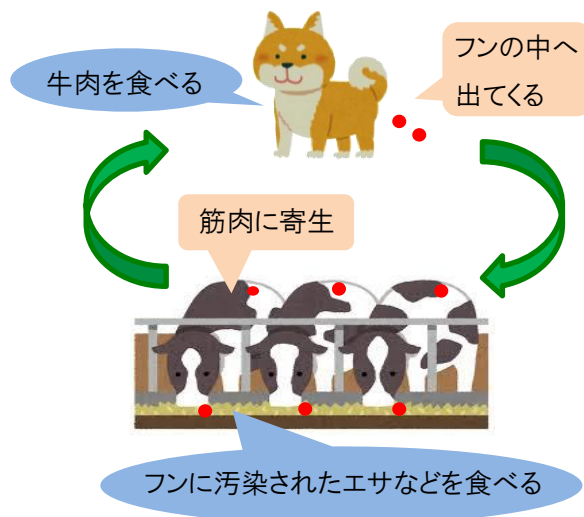 牛肉を食べる
フンの中へ
出てくる
筋肉に寄生
フンに汚染されたエサなどを食べる